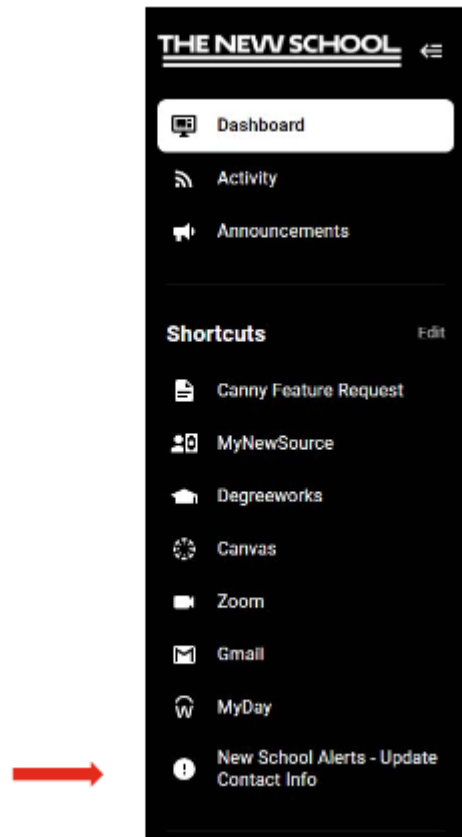 THE NEW SCHOOL
Dashboard
Activity
Announcements
Shortcuts Edit
Canny Feature Request
MyNewSource
Degreeworks
Canvas
Zoom
Gmail
MyDay
New School Alerts - Update
Contact Info